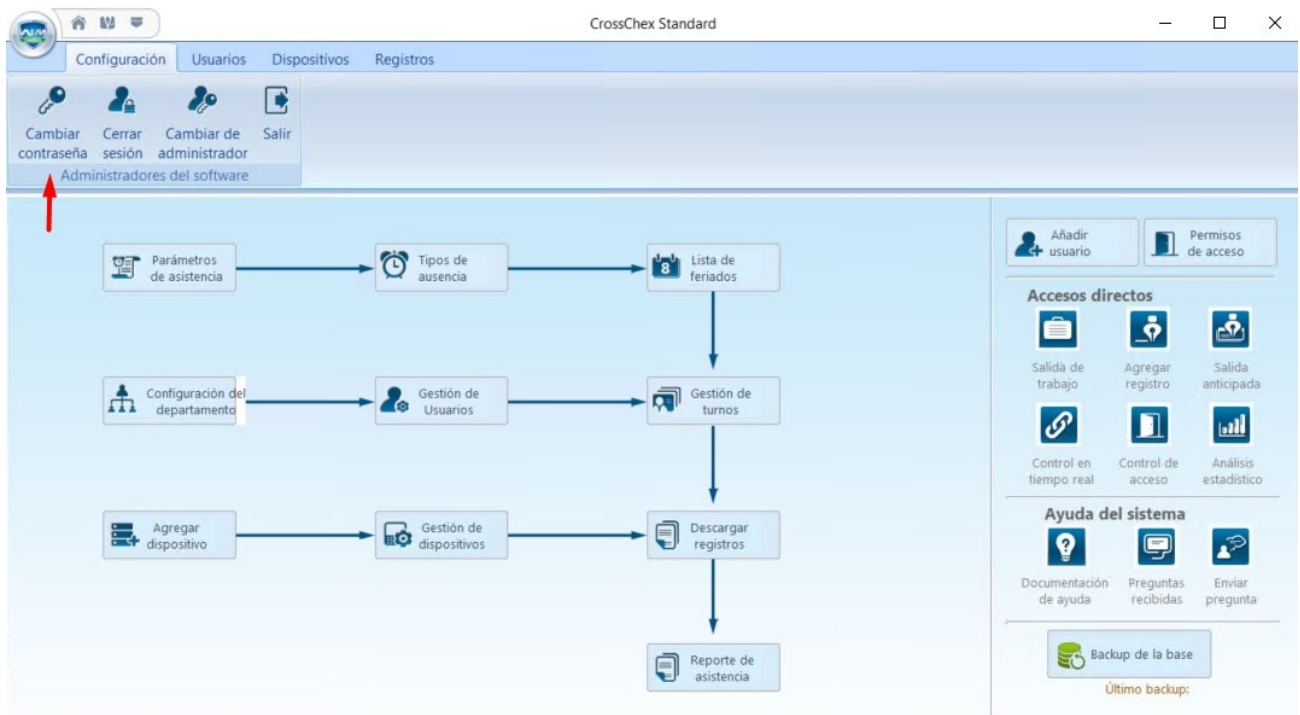 CrossChex Standard
Configuración Usuarios Dispositivos Registros
Cambiar contraseña
Cerrar sesión
Cambiar de administrador
Salir
Administradores del software
Parámetros
de asistencia
Tipos de
ausencia
Lista de
feriados
Configuración del
departamento
Gestión de
Usuarios
Gestión de
turnos
Agregar
dispositivo
Gestión de
dispositivos
Descargar
registros
Reporte de
asistencia
Añadir
usuario
Permisos
de acceso
Accesos directos
Salida de
trabajo
Agregar
registro
Salida
anticipada
Control en
tiempo real
Control de
acceso
Análisis
estadístico
Ayuda del sistema
Documentación
de ayuda
Preguntas
recibidas
Enviar
pregunta
Backup de la base
Último backup: